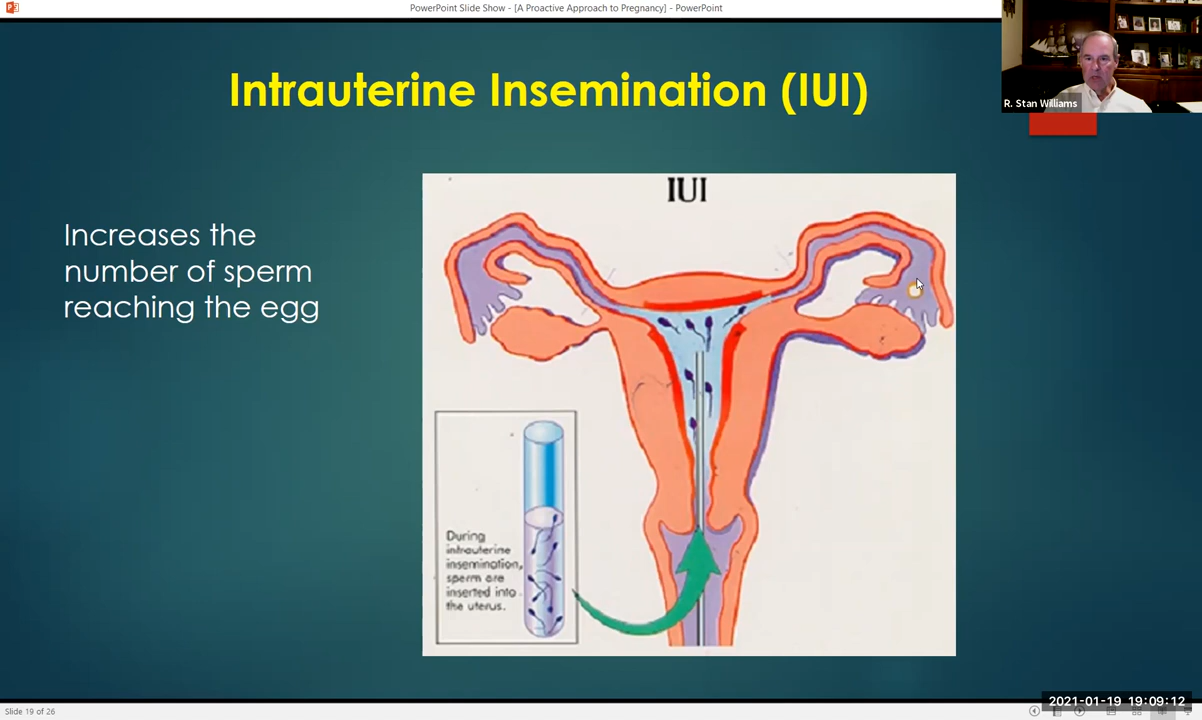 PowerPoint Slide Show - [A Proactive Approach to Pregnancy] - PowerPoint
R. Stan Williams
Intrauterine Insemination (IUI)
Increases the
number of sperm
reaching the egg
IUI
During
intrauterine
insemination,
sperm are
inserted into
the uterus.
2021-01-19 19:09:12
Slide 19 of 26